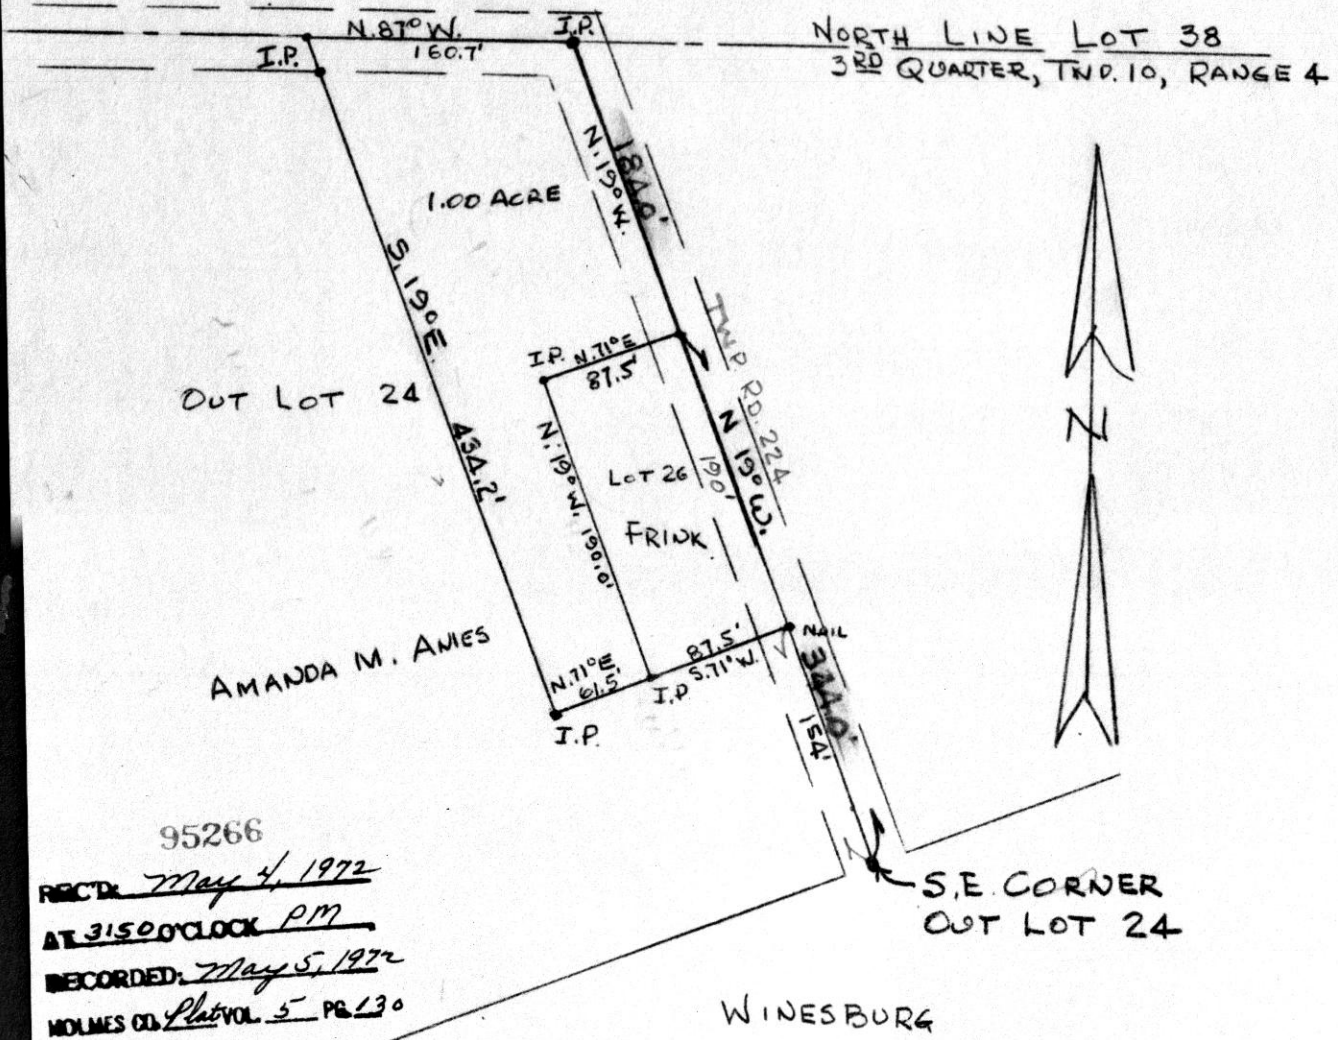 N. 87° W.
160.7'
I.P.
I.P.
NORTH LINE LOT 38
3RD QUARTER, TWP. 10, RANGE 4
N. 19° W.
184.0'
1.00 ACRE
S. 19° E.
434.2'
I.P.
N. 71° E
87.5'
TWP. RD. 224
OUT LOT 24
N. 19° W. 190.0'
LOT 26
FRINK
190'
N 19° W.
N
AMANDA M. AMES
N. 71° E.
61.5'
I.P.
I.P.
87.5'
S. 71° W.
NAIL
344.0'
154'
95266
REC'D: May 4, 1972
AT 3:50 O'CLOCK PM
RECORDED: May 5, 1972
HOLMES CO. Plat VOL. 5 PG. 130
S.E. CORNER
OUT LOT 24
WINESBURG